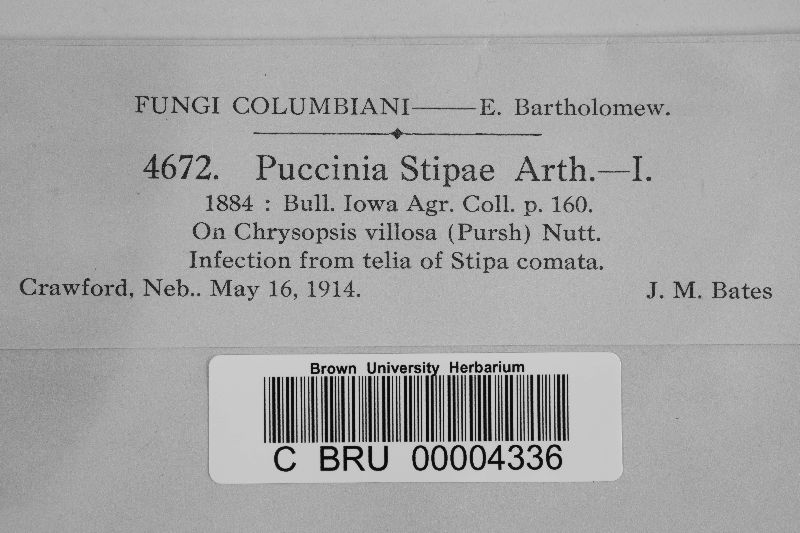 FUNGI COLUMBIANI——E. Bartholomew.
4672. Puccinia Stipae Arth.—I.
1884 : Bull. Iowa Agr. Coll. p. 160.
On Chrysopsis villosa (Pursh) Nutt.
Infection from telia of Stipa comata.
Crawford, Neb.. May 16, 1914. J. M. Bates
Brown University Herbarium
C BRU 00004336